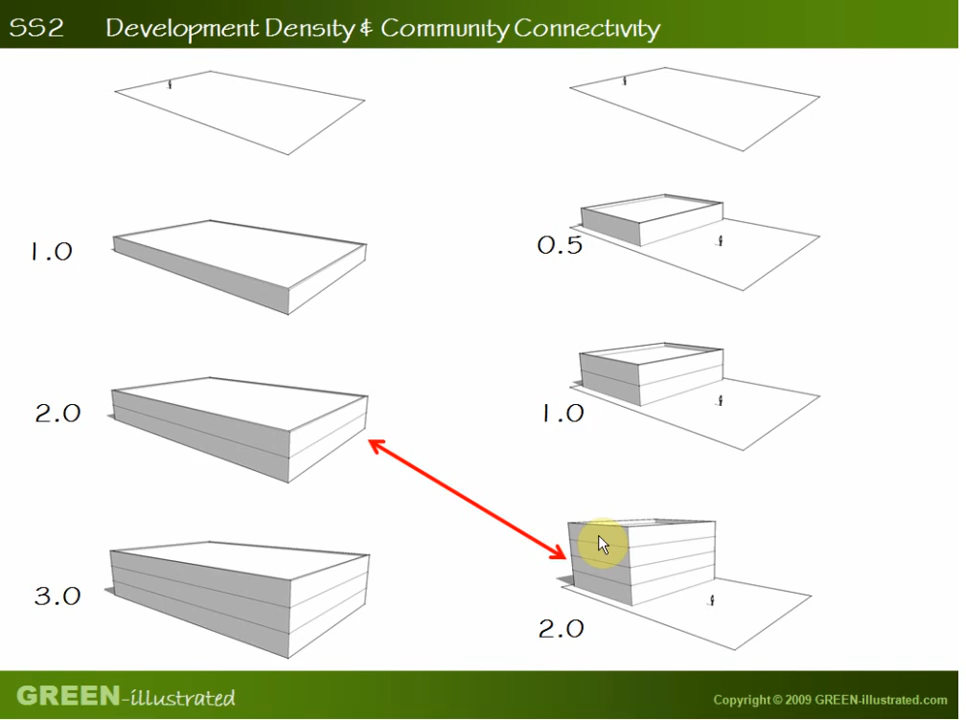 SS2 Development Density & Community Connectivity
1.0
0.5
2.0
1.0
3.0
2.0
GREEN-illustrated
Copyright © 2009 GREEN-illustrated.com